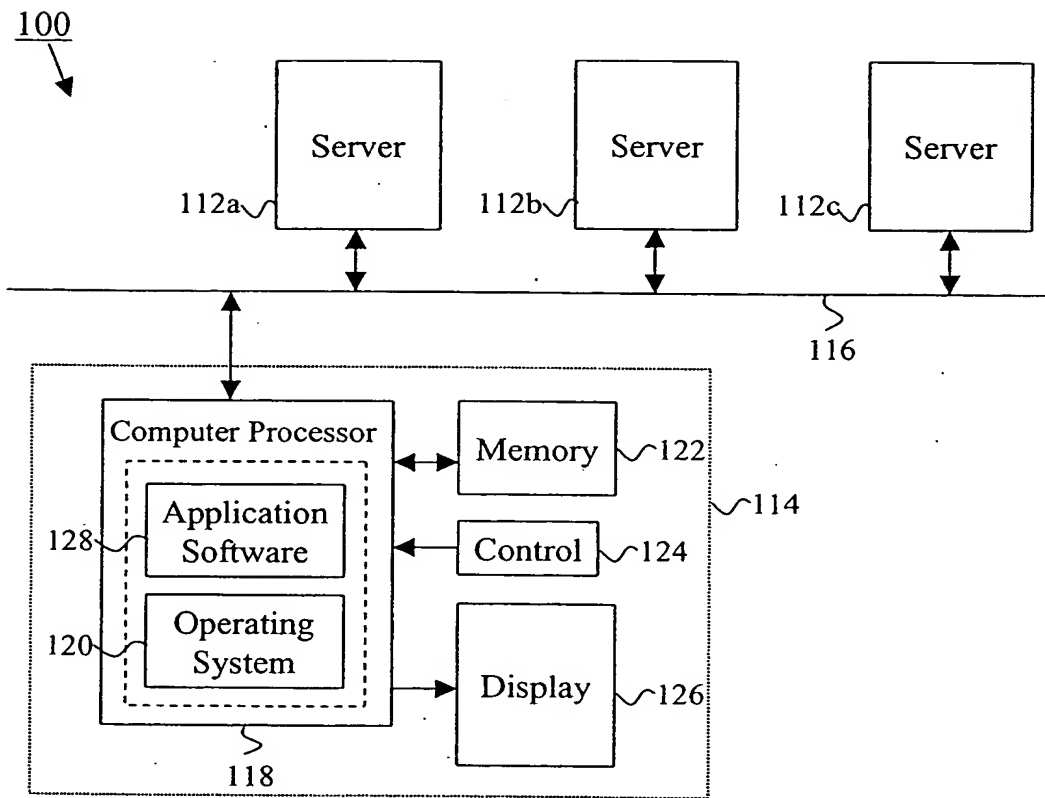 100
Server
Server
Server
112a
112b
112c
116
Computer Processor
Memory
122
114
Application
Software
128
Control
124
Operating
System
120
Display
126
118